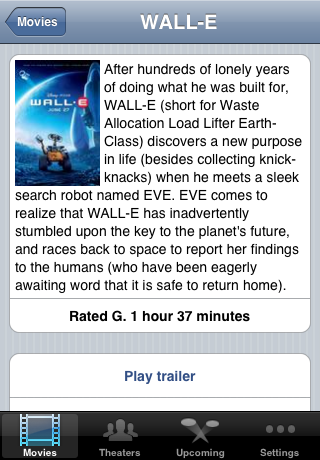 Movies
WALL-E
After hundreds of lonely years
of doing what he was built for,
WALL-E (short for Waste
Allocation Load Lifter Earth-
Class) discovers a new purpose
in life (besides collecting knick-
knacks) when he meets a sleek
search robot named EVE. EVE comes to
realize that WALL-E has inadvertently
stumbled upon the key to the planet's future,
and races back to space to report her findings
to the humans (who have been eagerly
awaiting word that it is safe to return home).
DISNEY PIXAR
WALL•E
JUNE 27
Rated G. 1 hour 37 minutes
Play trailer
Movies
Theaters
Upcoming
Settings